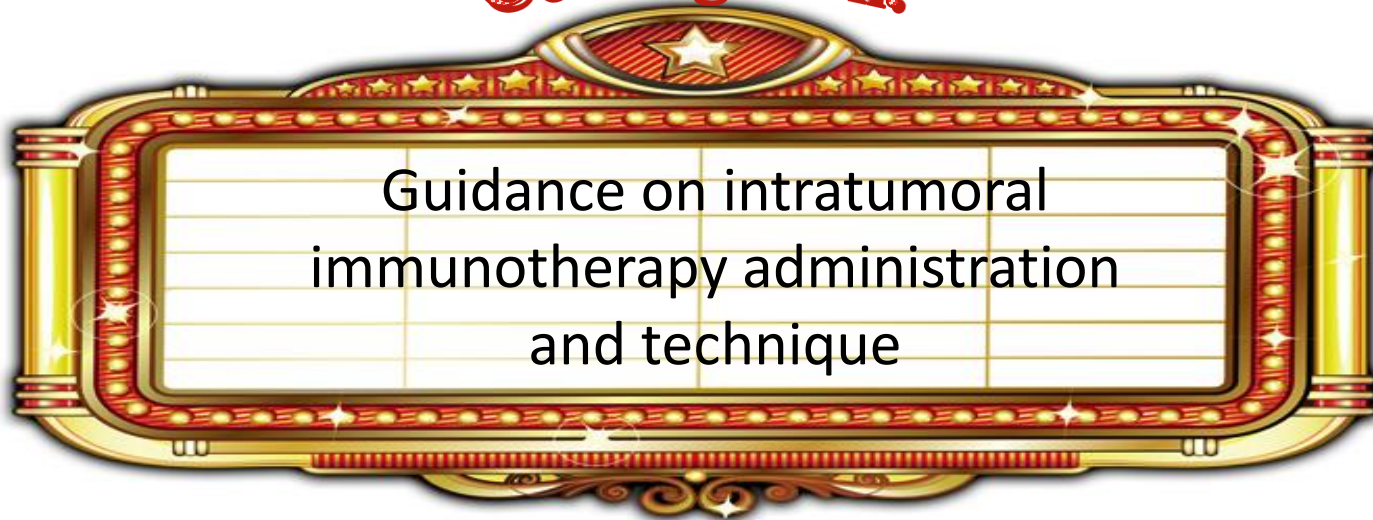 Guidance on intratumoral
immunotherapy administration
and technique